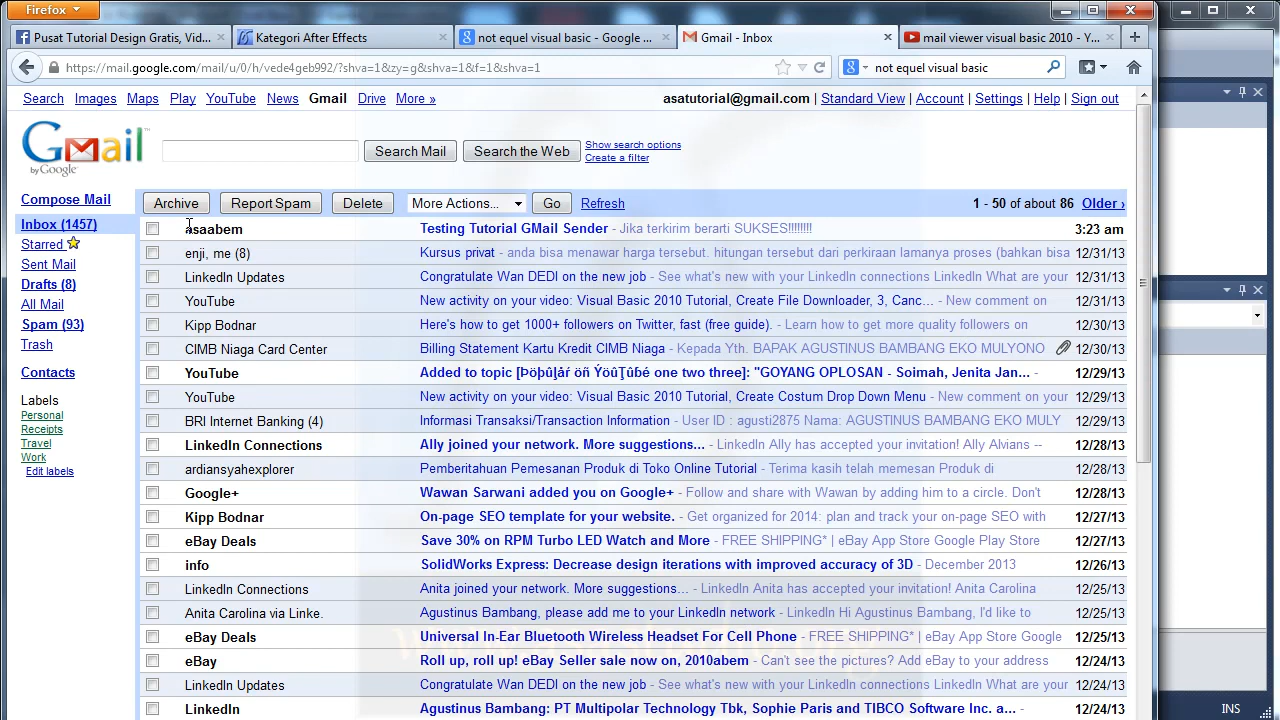 Firefox
Pusat Tutorial Design Gratis, Vid...
Kategori After Effects
not equel visual basic - Google ...
Gmail - Inbox
mail viewer visual basic 2010 - Y...
https://mail.google.com/mail/u/0/h/vede4geb992/?shva=1&zy=g&shva=1&f=1&shva=1
not equel visual basic
Search Images Maps Play YouTube News Gmail Drive More »
asatutorial@gmail.com | Standard View | Account | Settings | Help | Sign out
Gmail
by Google
Search Mail Search the Web
Show search options
Create a filter
Compose Mail
Inbox (1457)
Starred
Sent Mail
Drafts (8)
All Mail
Spam (93)
Trash
Contacts
Labels
Personal
Receipts
Travel
Work
Edit labels
Archive Report Spam Delete More Actions... Go Refresh 1 - 50 of about 86 Older ›
asaabem Testing Tutorial GMail Sender - Jika terkirim berarti SUKSES!!!!!!!! 3:23 am
enji, me (8) Kursus privat - anda bisa menawar harga tersebut. hitungan tersebut dari perkiraan lamanya proses (bahkan bisa 12/31/13
LinkedIn Updates Congratulate Wan DEDI on the new job - See what's new with your LinkedIn connections LinkedIn What are your 12/31/13
YouTube New activity on your video: Visual Basic 2010 Tutorial, Create File Downloader, 3, Canc... - New comment on 12/31/13
Kipp Bodnar Here's how to get 1000+ followers on Twitter, fast (free guide). - Learn how to get more quality followers on 12/30/13
CIMB Niaga Card Center Billing Statement Kartu Kredit CIMB Niaga - Kepada Yth. BAPAK AGUSTINUS BAMBANG EKO MULYONO 12/30/13
YouTube Added to topic [Þöþûļåŕ öñ ÝöûŢûƀé one two three]: "GOYANG OPLOSAN - Soimah, Jenita Jan... - 12/29/13
YouTube New activity on your video: Visual Basic 2010 Tutorial, Create Costum Drop Down Menu - New comment on your 12/29/13
BRI Internet Banking (4) Informasi Transaksi/Transaction Information - User ID : agusti2875 Nama: AGUSTINUS BAMBANG EKO MULY 12/29/13
LinkedIn Connections Ally joined your network. More suggestions... - LinkedIn Ally has accepted your invitation! Ally Alvians -- 12/28/13
ardiansyahexplorer Pemberitahuan Pemesanan Produk di Toko Online Tutorial - Terima kasih telah memesan Produk di 12/28/13
Google+ Wawan Sarwani added you on Google+ - Follow and share with Wawan by adding him to a circle. Don't 12/28/13
Kipp Bodnar On-page SEO template for your website. - Get organized for 2014: plan and track your on-page SEO with 12/27/13
eBay Deals Save 30% on RPM Turbo LED Watch and More - FREE SHIPPING* | eBay App Store Google Play Store 12/27/13
info SolidWorks Express: Decrease design iterations with improved accuracy of 3D - December 2013 12/26/13
LinkedIn Connections Anita joined your network. More suggestions... - LinkedIn Anita has accepted your invitation! Anita Carolina 12/25/13
Anita Carolina via Linke. Agustinus Bambang, please add me to your LinkedIn network - LinkedIn Hi Agustinus Bambang, I'd like to 12/25/13
eBay Deals Universal In-Ear Bluetooth Wireless Headset For Cell Phone - FREE SHIPPING* | eBay App Store Google 12/25/13
eBay Roll up, roll up! eBay Seller sale now on, 2010abem - Can't see the pictures? Add eBay to your address 12/24/13
LinkedIn Updates Congratulate Wan DEDI on the new job - See what's new with your LinkedIn connections LinkedIn What are your 12/24/13
LinkedIn Agustinus Bambang: PT Multipolar Technology Tbk, Sophie Paris and TIBCO Software Inc. a... - 12/24/13
INS